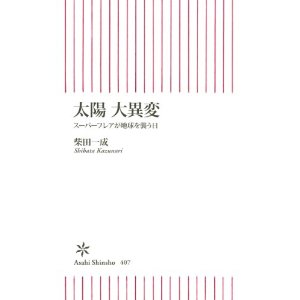 太陽 大異変
スーパーフレアが地球を襲う日
柴田一成
Shibata Kazunari
Asahi Shinsho 407